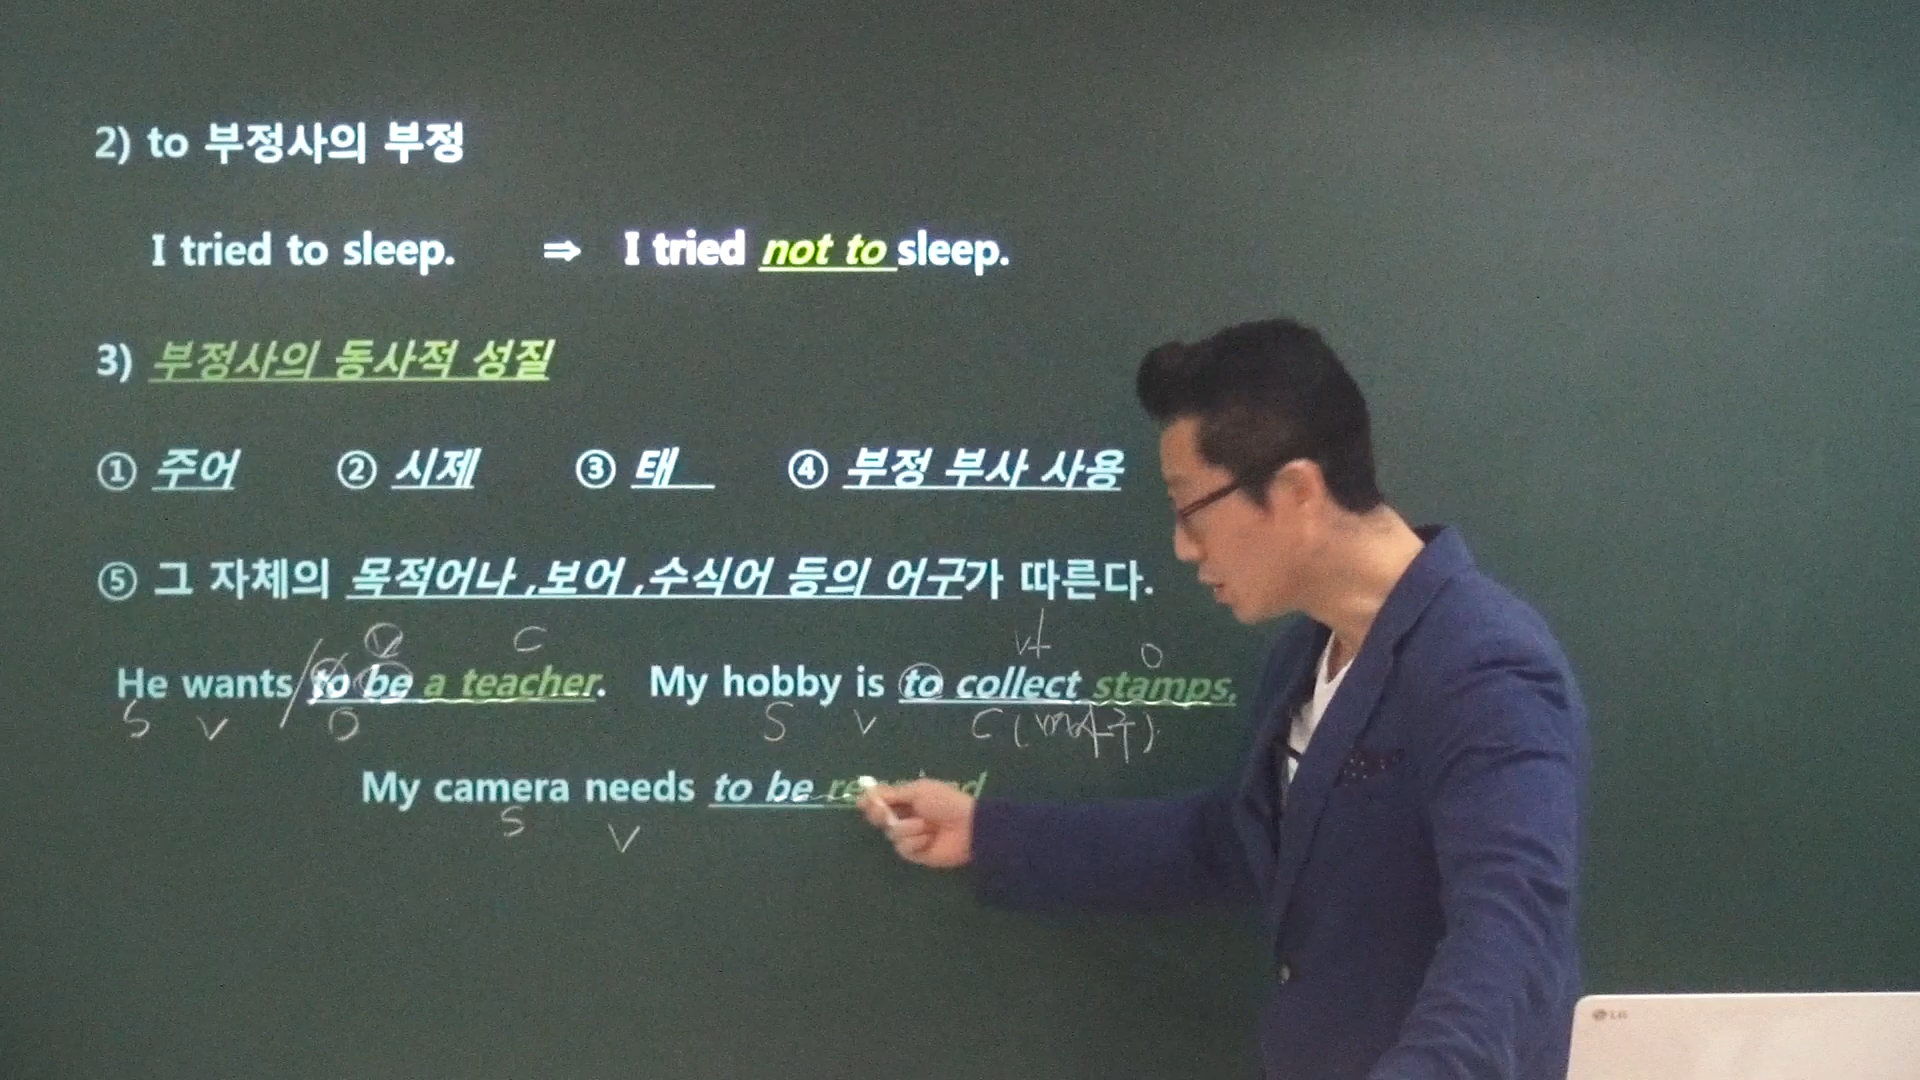 2) to 부정사의 부정
I tried to sleep. ⇒ I tried not to sleep.
3) 부정사의 동사적 성질
① 주어 ② 시제 ③ 태 ④ 부정 부사 사용
⑤ 그 자체의 목적어나 ,보어 ,수식어 등의 어구가 따른다.
V C vt O
He wants / to be a teacher. My hobby is to collect stamps,
S V O S V C
My camera needs to be
S V
LG